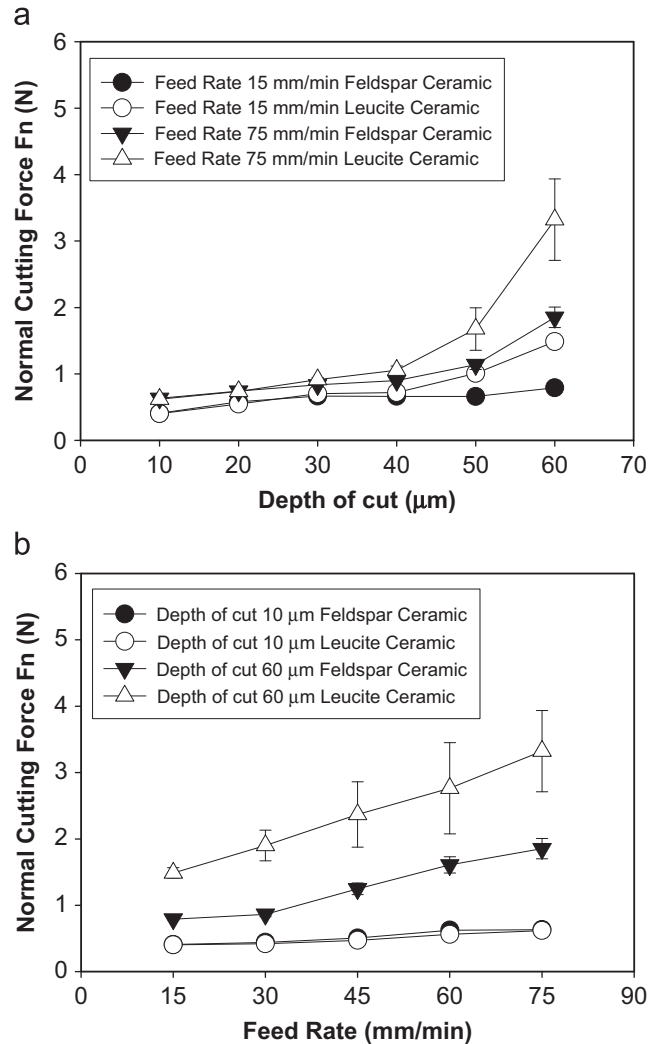 a
6
Feed Rate 15 mm/min Feldspar Ceramic
Feed Rate 15 mm/min Leucite Ceramic
Feed Rate 75 mm/min Feldspar Ceramic
Feed Rate 75 mm/min Leucite Ceramic
5
4
3
2
1
0
Normal Cutting Force Fn (N)
0 10 20 30 40 50 60 70
Depth of cut (μm)
b
6
Depth of cut 10 μm Feldspar Ceramic
Depth of cut 10 μm Leucite Ceramic
Depth of cut 60 μm Feldspar Ceramic
Depth of cut 60 μm Leucite Ceramic
5
4
3
2
1
0
Normal Cutting Force Fn (N)
0 15 30 45 60 75 90
Feed Rate (mm/min)